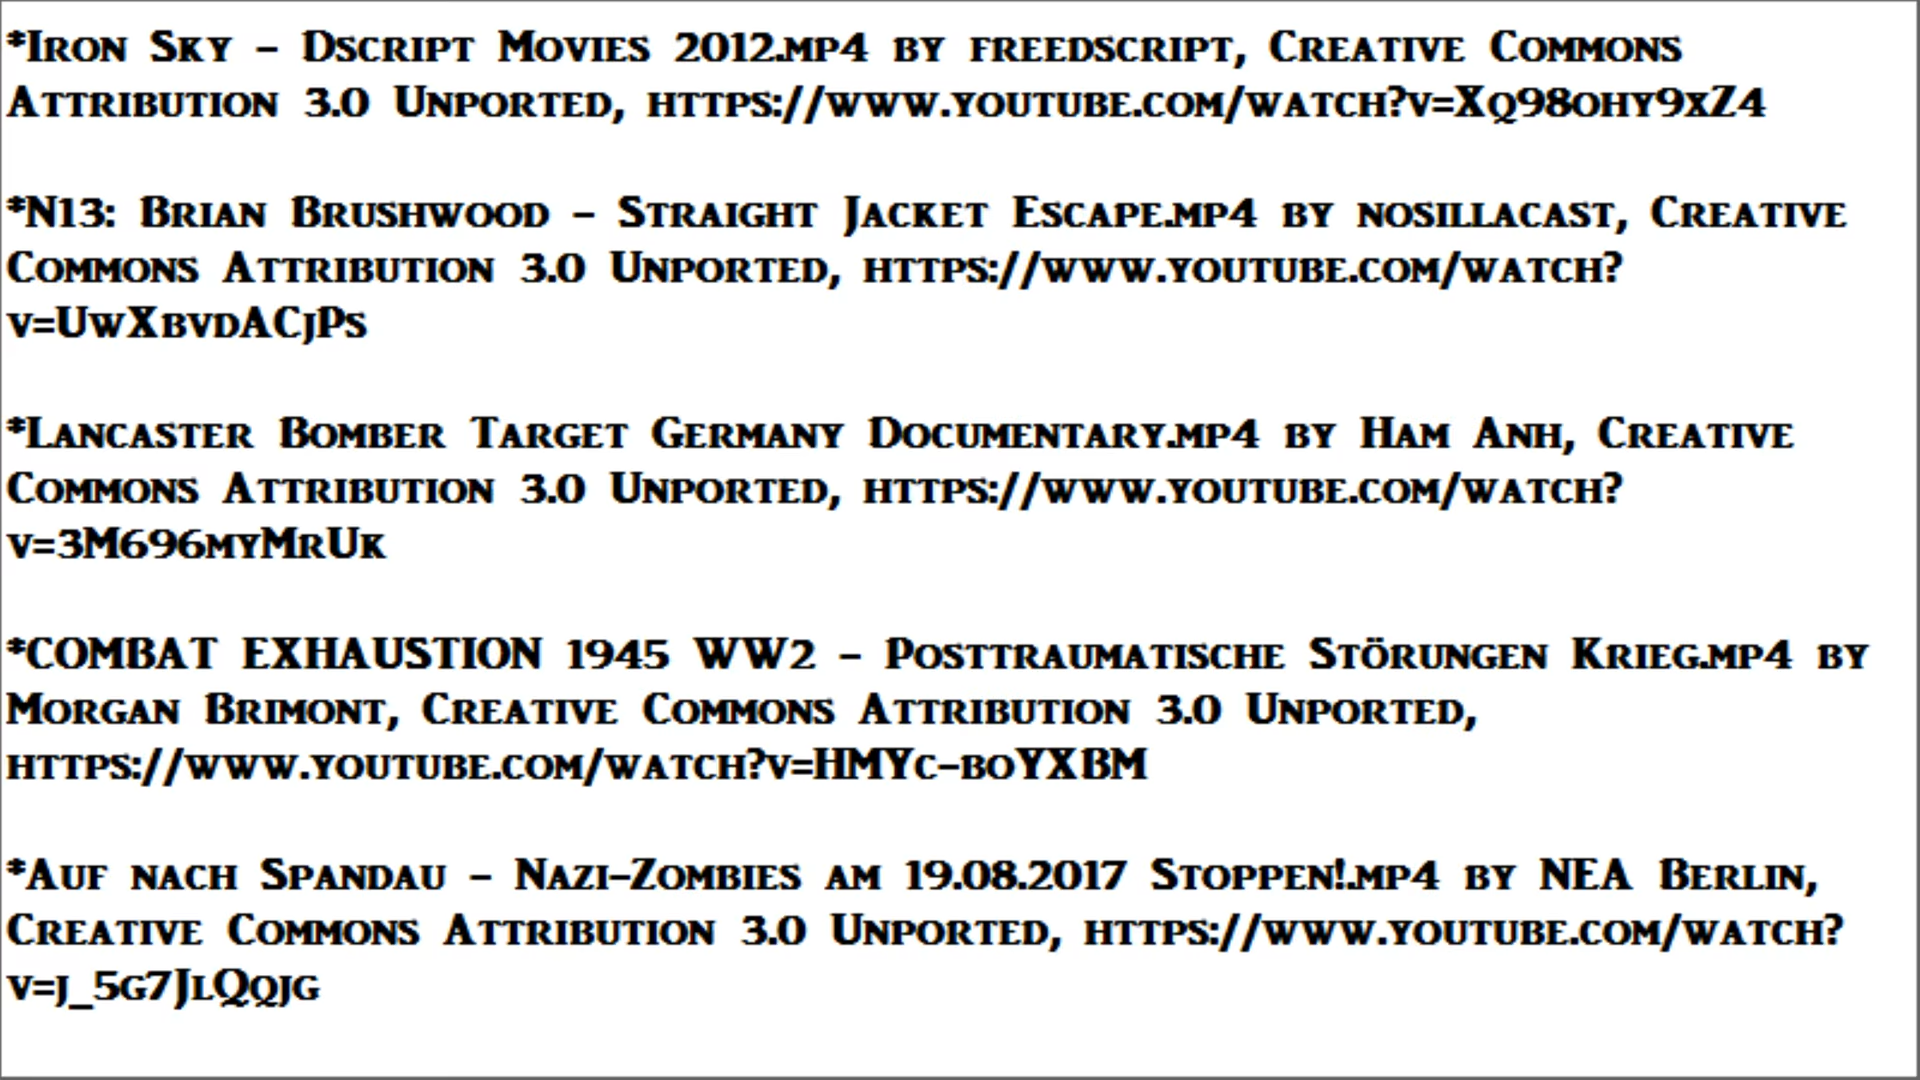 *Iron Sky - Dscript Movies 2012.mp4 by freedscript, Creative Commons
Attribution 3.0 Unported, https://www.youtube.com/watch?v=Xq98ohy9xZ4
*N13: Brian Brushwood - Straight Jacket Escape.mp4 by nosillacast, Creative
Commons Attribution 3.0 Unported, https://www.youtube.com/watch?
v=UwXbvdACjPs
*Lancaster Bomber Target Germany Documentary.mp4 by Ham Anh, Creative
Commons Attribution 3.0 Unported, https://www.youtube.com/watch?
v=3M696myMrUk
*COMBAT EXHAUSTION 1945 WW2 - Posttraumatische Störungen Krieg.mp4 by
Morgan Brimont, Creative Commons Attribution 3.0 Unported,
https://www.youtube.com/watch?v=HMYc-boYXBM
*Auf nach Spandau - Nazi-Zombies am 19.08.2017 Stoppen!.mp4 by NEA Berlin,
Creative Commons Attribution 3.0 Unported, https://www.youtube.com/watch?
v=j_5g7JlQqjg